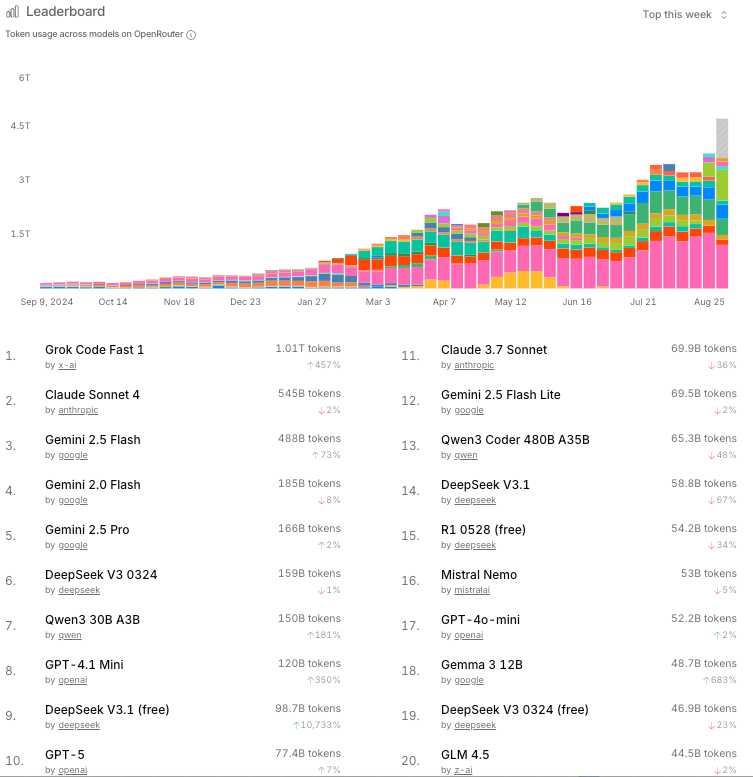 Leaderboard
Top this week
Token usage across models on OpenRouter
6T
4.5T
3T
1.5T
Sep 9, 2024 Oct 14 Nov 18 Dec 23 Jan 27 Mar 3 Apr 7 May 12 Jun 16 Jul 21 Aug 25
1. Grok Code Fast 1 1.01T tokens
by x-ai ↑457%
2. Claude Sonnet 4 545B tokens
by anthropic ↓2%
3. Gemini 2.5 Flash 488B tokens
by google ↑73%
4. Gemini 2.0 Flash 185B tokens
by google ↓8%
5. Gemini 2.5 Pro 166B tokens
by google ↑2%
6. DeepSeek V3 0324 159B tokens
by deepseek ↓1%
7. Qwen3 30B A3B 150B tokens
by qwen ↑181%
8. GPT-4.1 Mini 120B tokens
by openai ↑350%
9. DeepSeek V3.1 (free) 98.7B tokens
by deepseek ↑10,733%
10. GPT-5 77.4B tokens
by openai ↑7%
11. Claude 3.7 Sonnet 69.9B tokens
by anthropic ↓36%
12. Gemini 2.5 Flash Lite 69.5B tokens
by google ↓2%
13. Qwen3 Coder 480B A35B 65.3B tokens
by qwen ↓48%
14. DeepSeek V3.1 58.8B tokens
by deepseek ↓67%
15. R1 0528 (free) 54.2B tokens
by deepseek ↓34%
16. Mistral Nemo 53B tokens
by mistralai ↓5%
17. GPT-4o-mini 52.2B tokens
by openai ↑2%
18. Gemma 3 12B 48.7B tokens
by google ↑683%
19. DeepSeek V3 0324 (free) 46.9B tokens
by deepseek ↓23%
20. GLM 4.5 44.5B tokens
by z-ai ↓2%